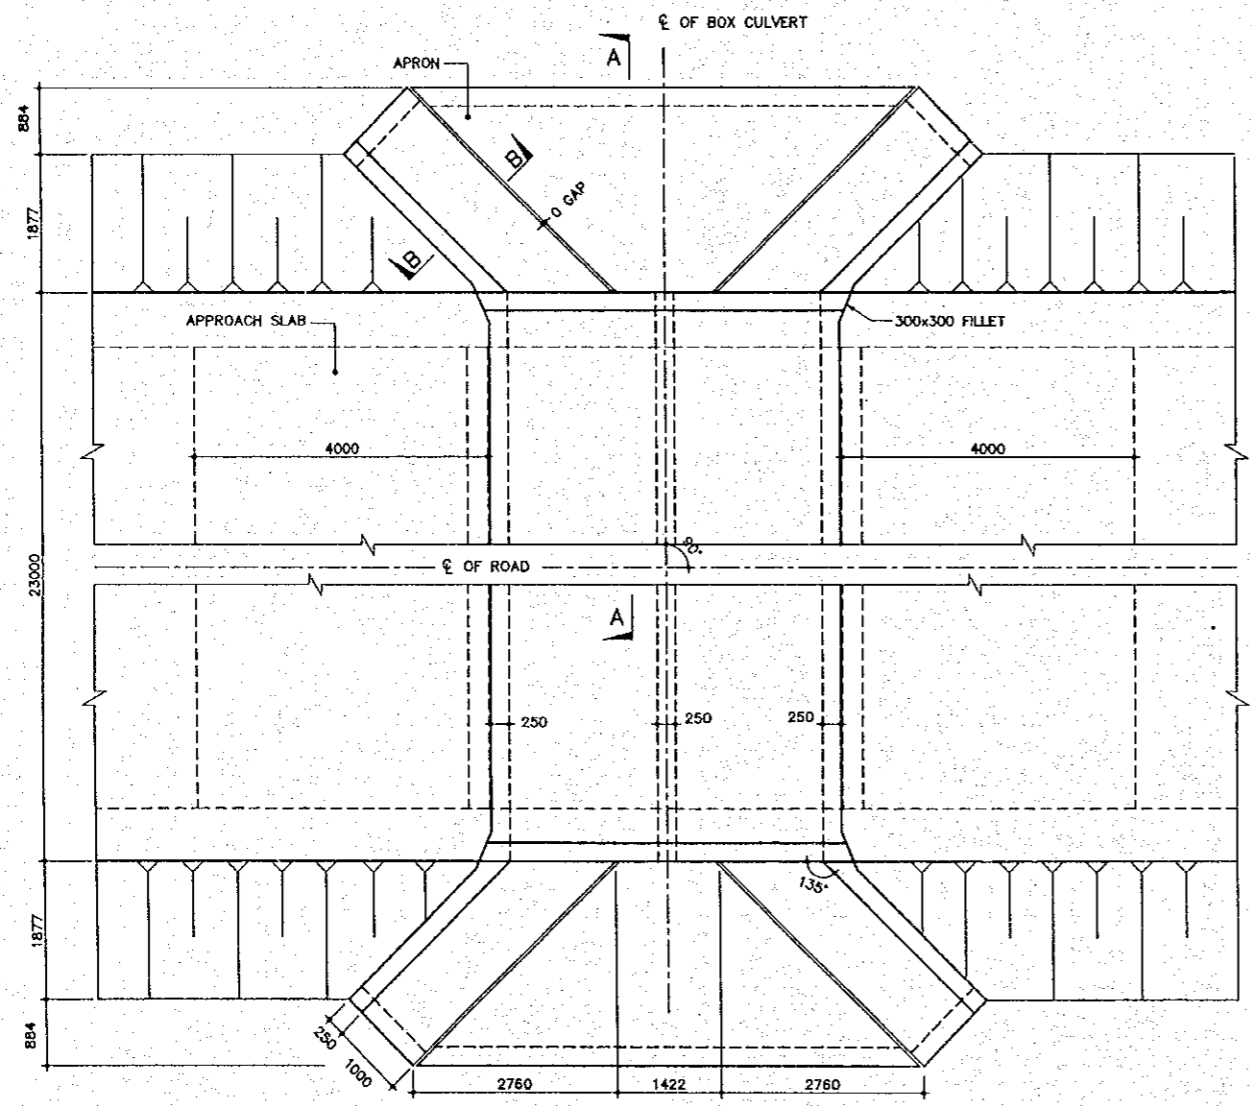 ℄ OF BOX CULVERT
A
APRON
884
B
O GAP
1877
B
APPROACH SLAB
300x300 FILLET
4000
4000
90°
℄ OF ROAD
23000
A
250
250
250
135°
1877
884
250
1000
2760
1422
2760